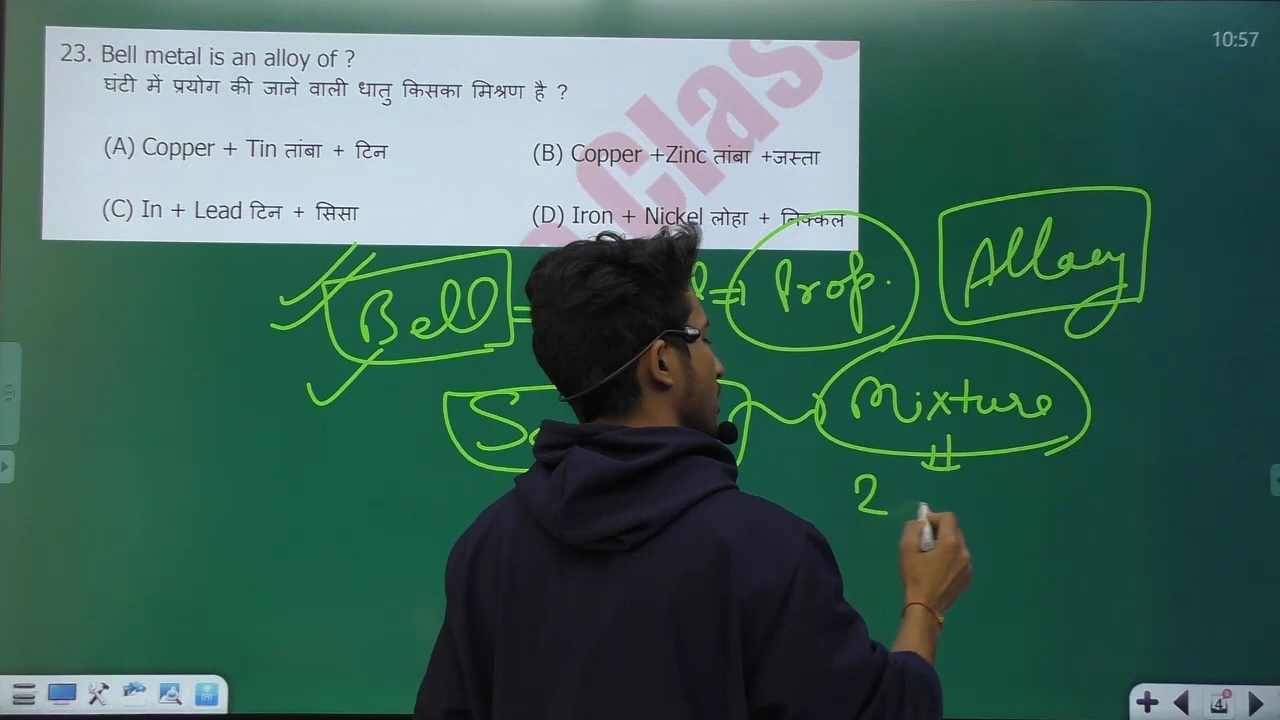 10:57
23. Bell metal is an alloy of ?
घंटी में प्रयोग की जाने वाली धातु किसका मिश्रण है ?
(A) Copper + Tin तांबा + टिन
(B) Copper +Zinc तांबा +जस्ता
(C) In + Lead टिन + सिसा
(D) Iron + Nickel लोहा + निक्कल
Class
Bell =
Prop.
Alloy
Mixture
2